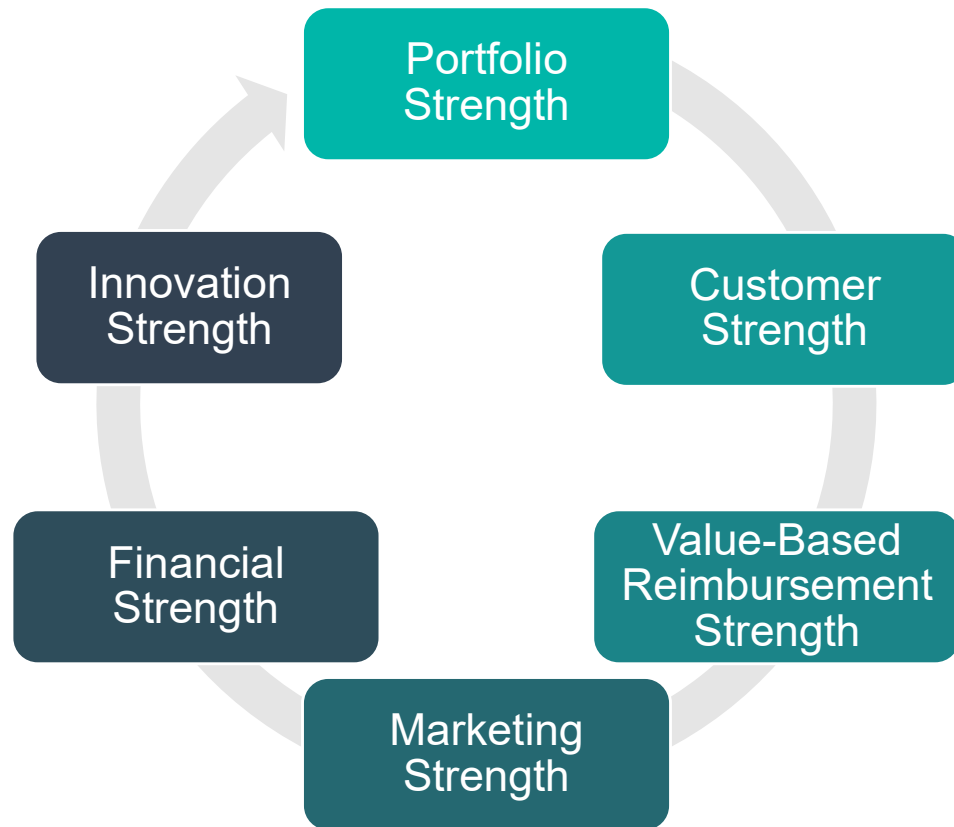 Portfolio
Strength
Customer
Strength
Value-Based
Reimbursement
Strength
Marketing
Strength
Financial
Strength
Innovation
Strength